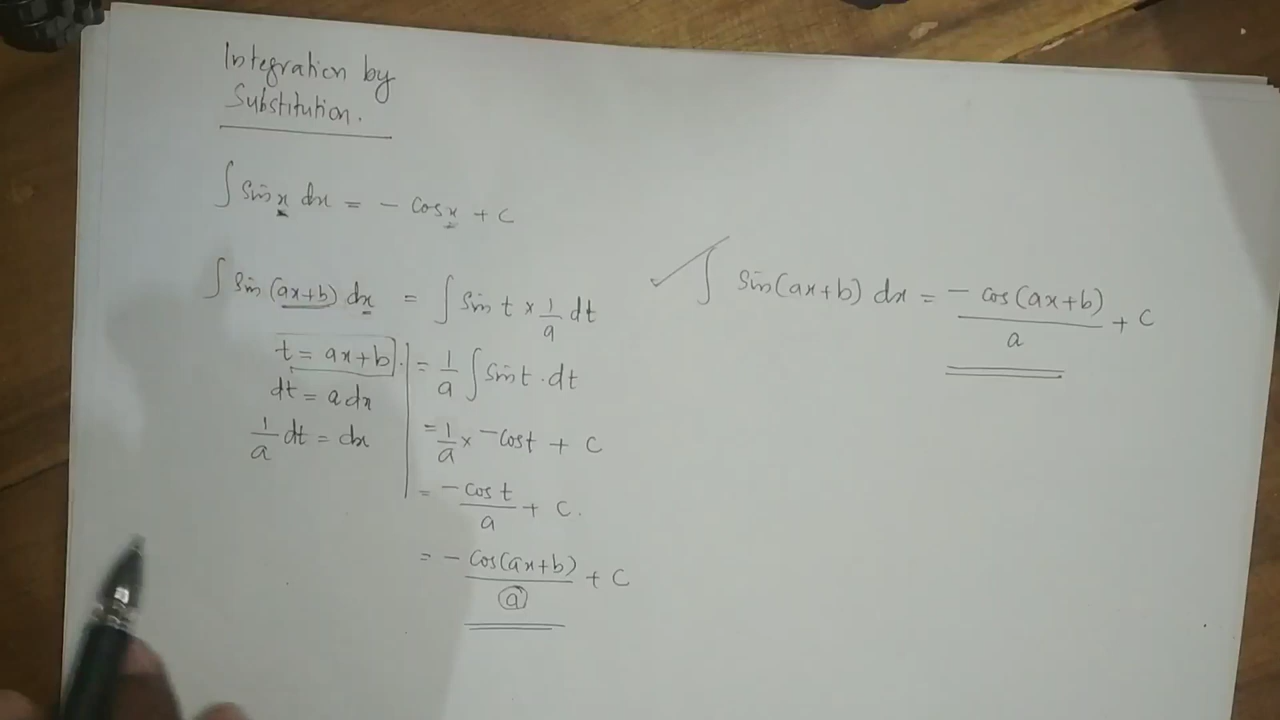 Integration by
Substitution.
∫ sin x dx = - cos x + c
∫ sin (ax+b) dx = ∫ sin t × 1/a dt
t = ax+b.
dt = a dx
1/a dt = dx
= 1/a ∫ sin t . dt
= 1/a × -cos t + c
= -cos t/a + c.
= - cos(ax+b)/a + c
∫ sin(ax+b) dx = - cos(ax+b)/a + c